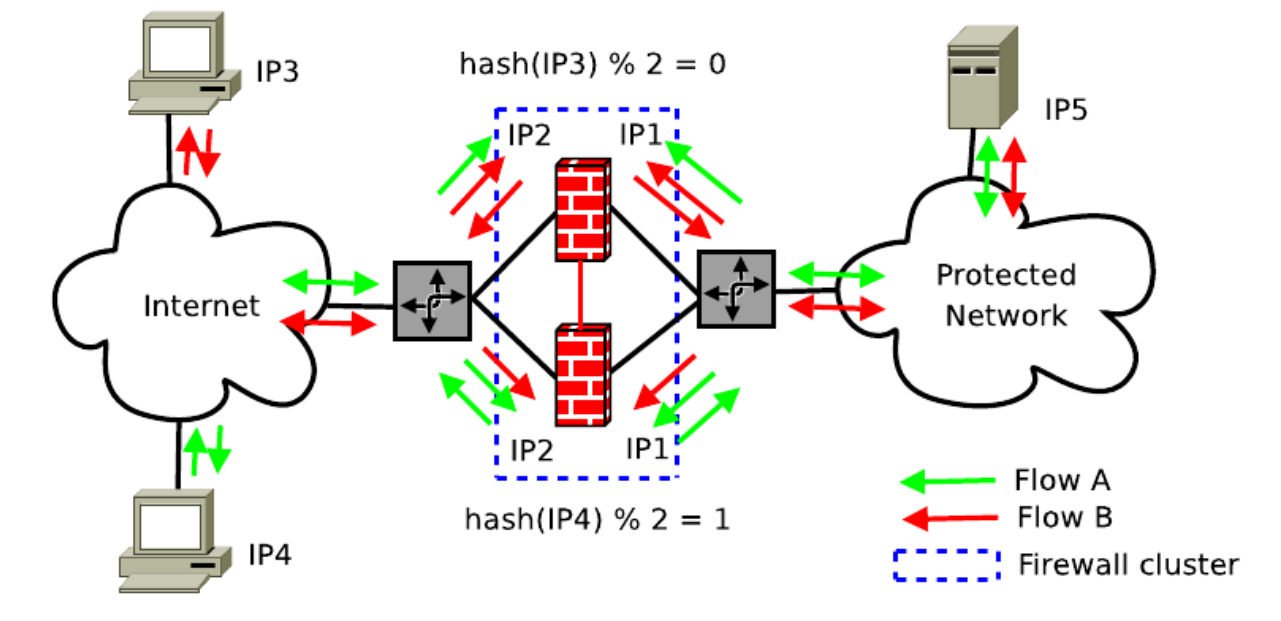 IP3
hash(IP3) % 2 = 0
IP5
IP2
IP1
Internet
Protected
Network
IP2
IP1
hash(IP4) % 2 = 1
IP4
Flow A
Flow B
Firewall cluster